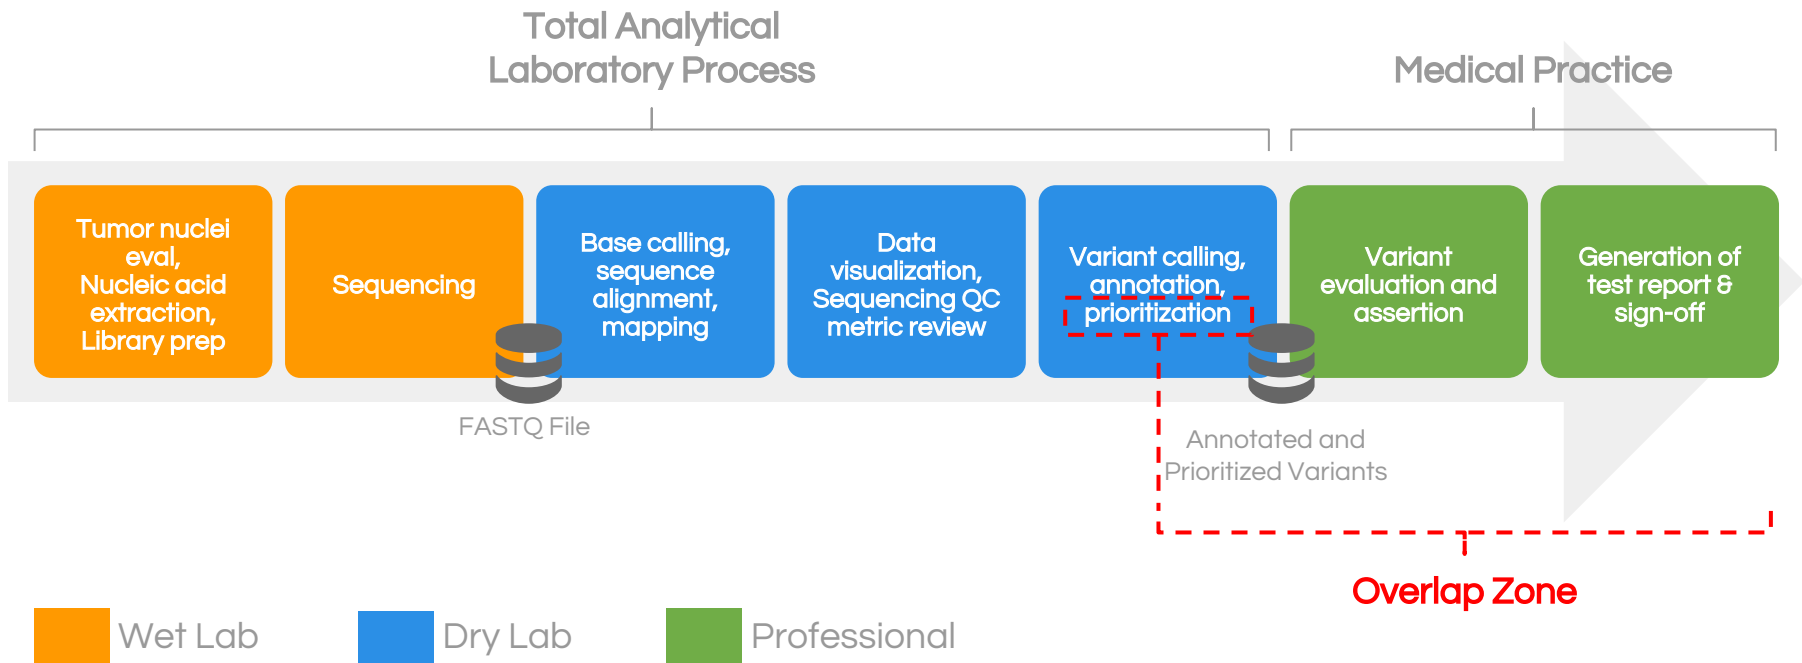 Total Analytical
Laboratory Process
Medical Practice
Tumor nuclei
eval,
Nucleic acid
extraction,
Library prep
Sequencing
Base calling,
sequence
alignment,
mapping
Data
visualization,
Sequencing QC
metric review
Variant calling,
annotation,
prioritization
Variant
evaluation and
assertion
Generation of
test report &
sign-off
FASTQ File
Annotated and
Prioritized Variants
Overlap Zone
Wet Lab
Dry Lab
Professional